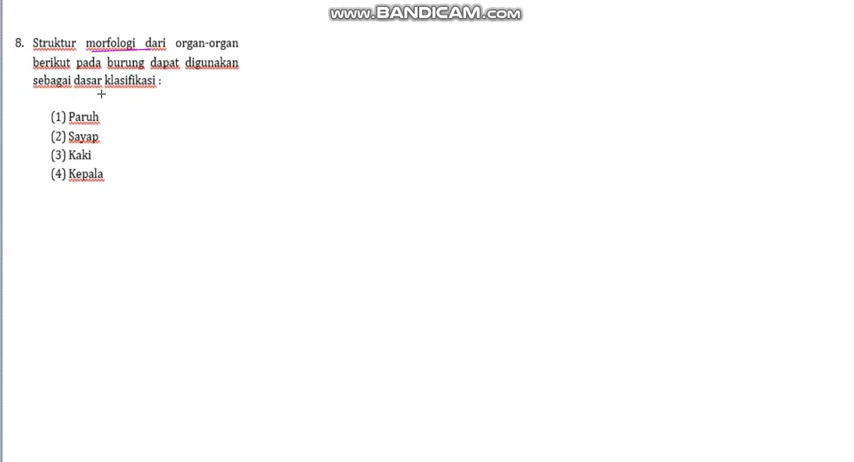 www.BANDICAM.com
8. Struktur morfologi dari organ-organ
berikut pada burung dapat digunakan
sebagai dasar klasifikasi :
(1) Paruh
(2) Sayap
(3) Kaki
(4) Kepala